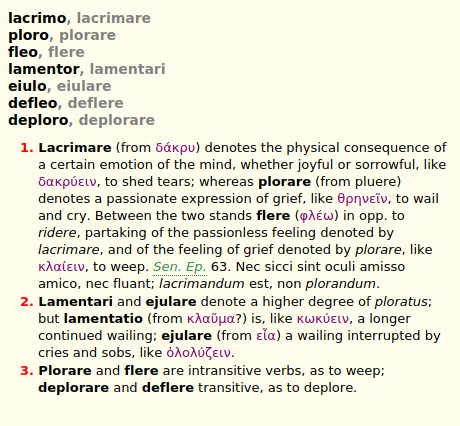 lacrimo, lacrimare
ploro, plorare
fleo, flere
lamentor, lamentari
eiulo, eiulare
defleo, deflere
deploro, deplorare
1. Lacrimare (from δάκρυ) denotes the physical consequence of
a certain emotion of the mind, whether joyful or sorrowful, like
δακρύειν, to shed tears; whereas plorare (from pluere)
denotes a passionate expression of grief, like θρηνεῖν, to wail
and cry. Between the two stands flere (φλέω) in opp. to
ridere, partaking of the passionless feeling denoted by
lacrimare, and of the feeling of grief denoted by plorare, like
κλαίειν, to weep. Sen. Ep. 63. Nec sicci sint oculi amisso
amico, nec fluant; lacrimandum est, non plorandum.
2. Lamentari and ejulare denote a higher degree of ploratus;
but lamentatio (from κλαῦμα?) is, like κωκύειν, a longer
continued wailing; ejulare (from εἶα) a wailing interrupted by
cries and sobs, like ὀλολύζειν.
3. Plorare and flere are intransitive verbs, as to weep;
deplorare and deflere transitive, as to deplore.